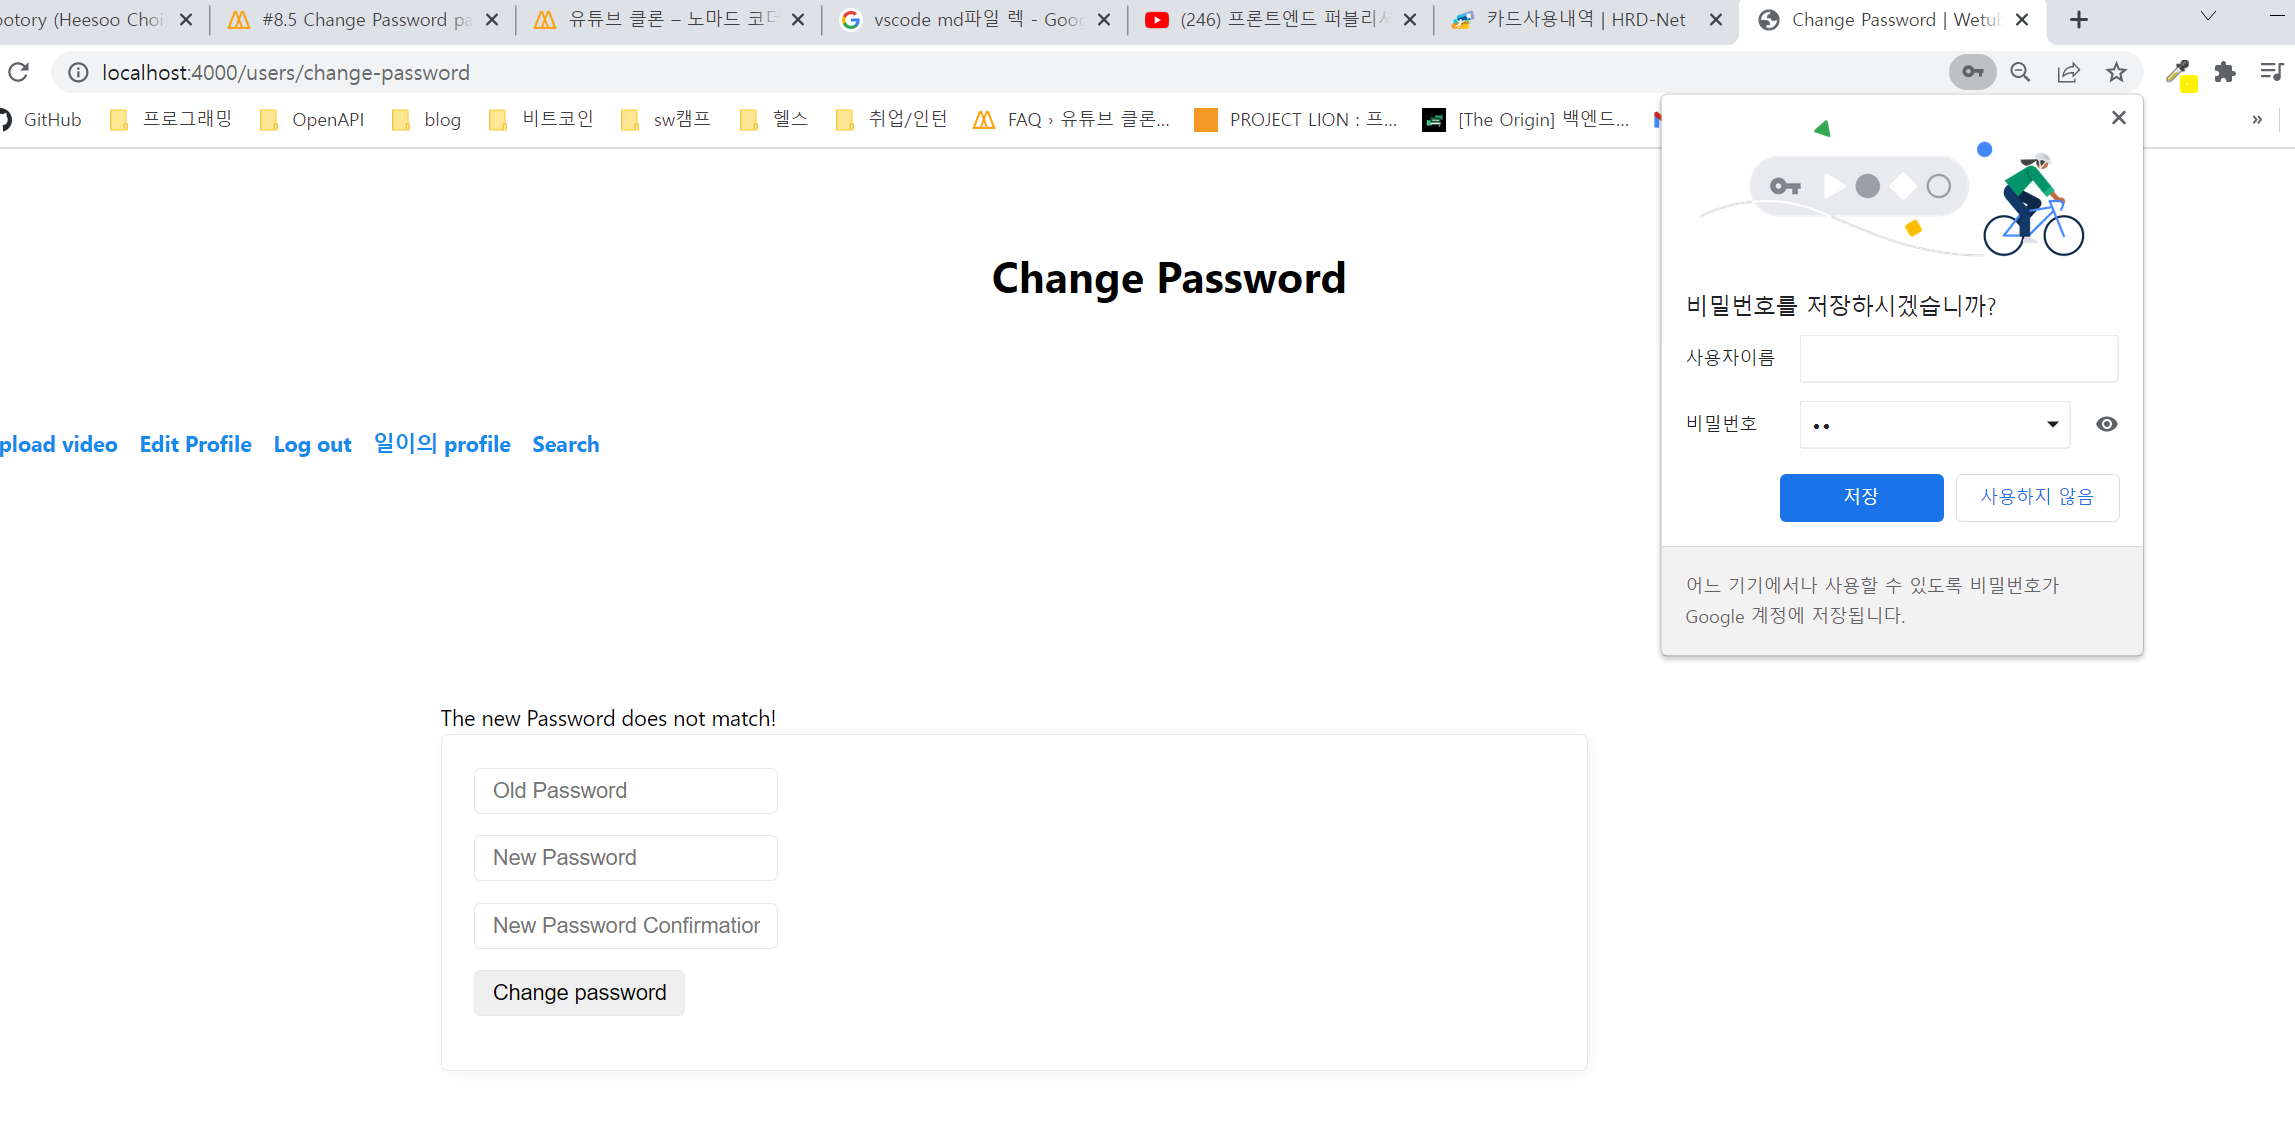 ootory (Heesoo Choi
#8.5 Change Password pa
유튜브 클론 – 노마드 코더
vscode md파일 렉 - Goog
(246) 프론트엔드 퍼블리셔
카드사용내역 | HRD-Net
Change Password | Wetub
localhost:4000/users/change-password
GitHub
프로그래밍
OpenAPI
blog
비트코인
sw캠프
헬스
취업/인턴
FAQ › 유튜브 클론...
PROJECT LION : 프...
[The Origin] 백엔드...
»
Change Password
비밀번호를 저장하시겠습니까?
사용자이름
비밀번호
••
저장
사용하지 않음
어느 기기에서나 사용할 수 있도록 비밀번호가
Google 계정에 저장됩니다.
pload video
Edit Profile
Log out
일이의 profile
Search
The new Password does not match!
Old Password
New Password
New Password Confirmation
Change password